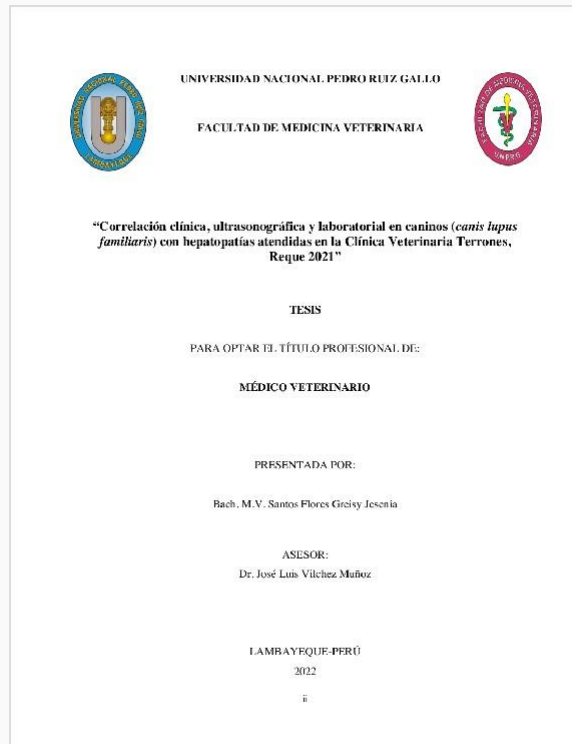 UNIVERSIDAD NACIONAL PEDRO RUIZ GALLO
FACULTAD DE MEDICINA VETERINARIA
“Correlación clínica, ultrasonográfica y laboratorial en caninos (canis lupus
familiaris) con hepatopatías atendidas en la Clínica Veterinaria Terrones,
Reque 2021”
TESIS
PARA OPTAR EL TÍTULO PROFESIONAL DE:
MÉDICO VETERINARIO
PRESENTADA POR:
Bach. M.V. Santos Flores Greisy Jesenia
ASESOR:
Dr. José Luis Vilchez Muñoz
LAMBAYEQUE-PERÚ
2022
ii